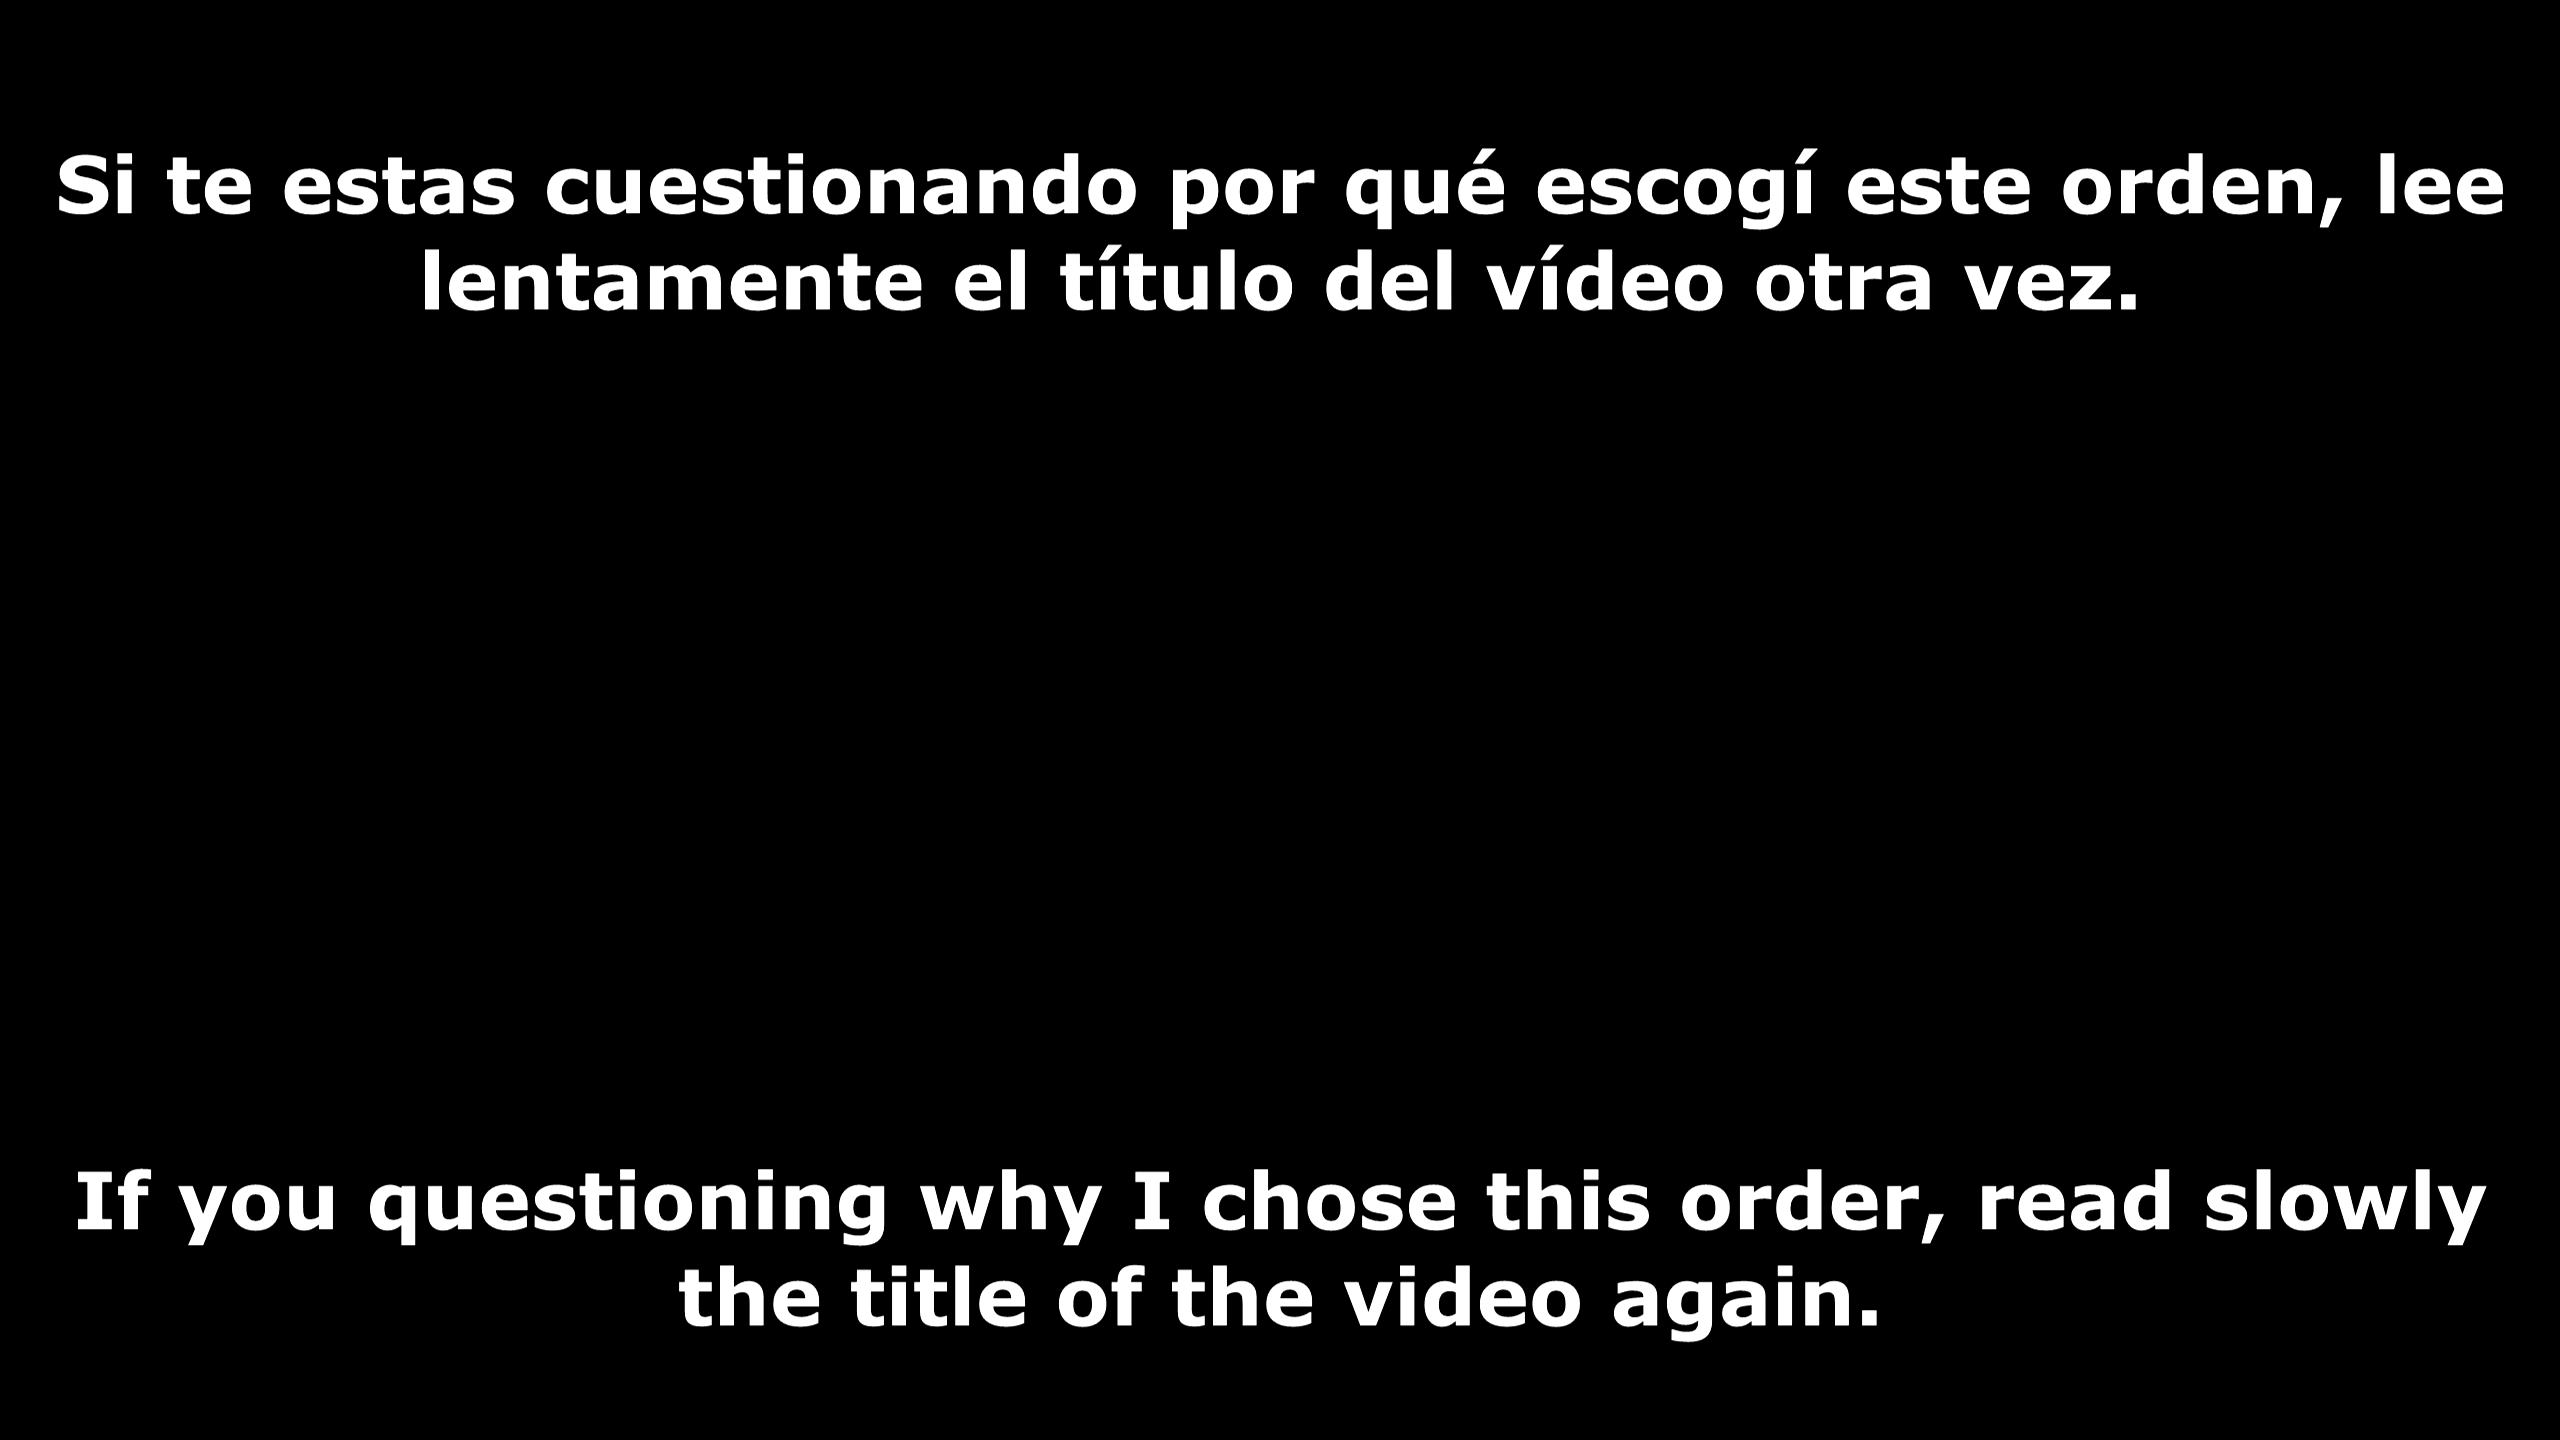 Si te estas cuestionando por qué escogí este orden, lee
lentamente el título del vídeo otra vez.
If you questioning why I chose this order, read slowly
the title of the video again.